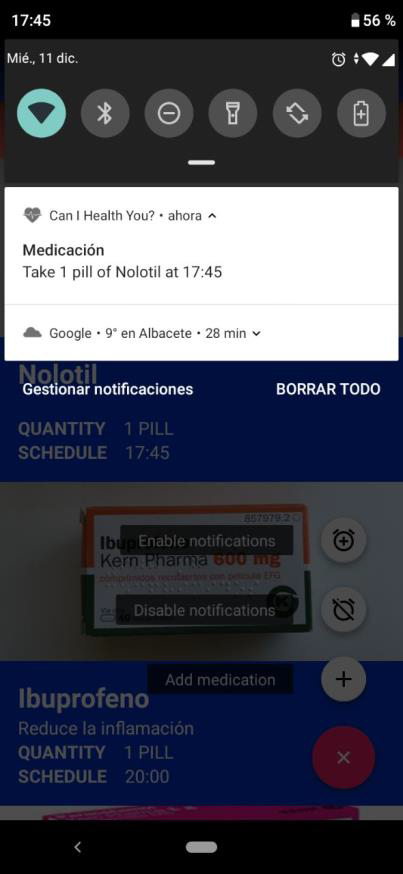 17:45 56 %
Mié., 11 dic.
Can I Health You? • ahora
Medicación
Take 1 pill of Nolotil at 17:45
Google • 9° en Albacete • 28 min
Nolotil
Gestionar notificaciones BORRAR TODO
QUANTITY 1 PILL
SCHEDULE 17:45
857979.2
Enable notifications
Kern Pharma 600 mg
comprimidos recubiertos con película EFG
Disable notifications
Add medication
Ibuprofeno
Reduce la inflamación
QUANTITY 1 PILL
SCHEDULE 20:00